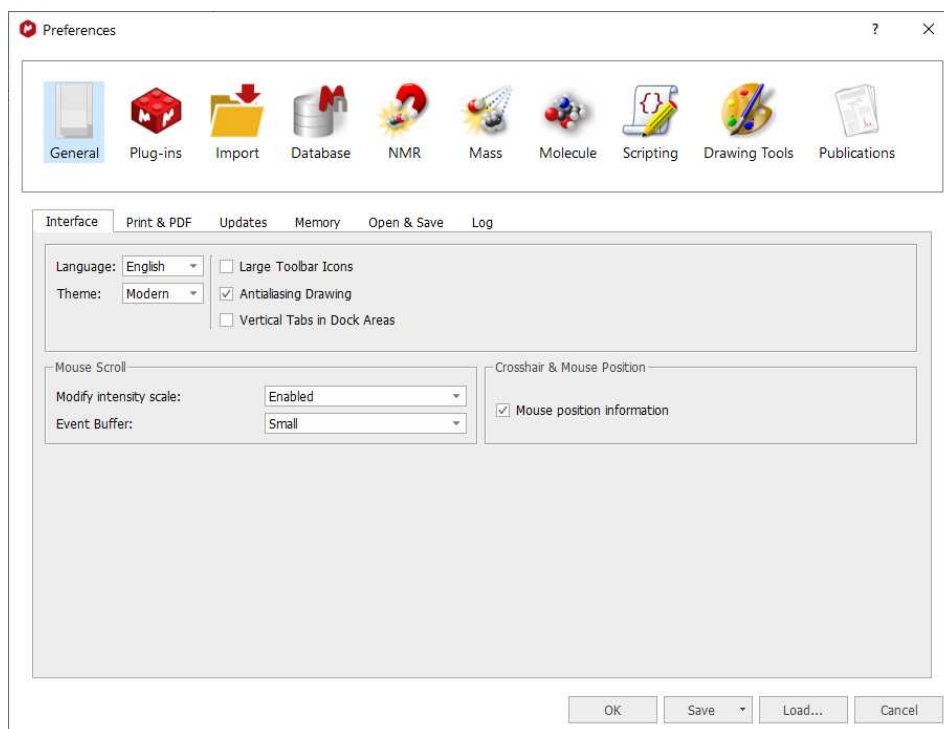 Preferences
General Plug-ins Import Database NMR Mass Molecule Scripting Drawing Tools Publications
Interface Print & PDF Updates Memory Open & Save Log
Language: English Large Toolbar Icons
Theme: Modern Antialiasing Drawing
Vertical Tabs in Dock Areas
Mouse Scroll Crosshair & Mouse Position
Modify intensity scale: Enabled
Mouse position information
Event Buffer: Small
OK Save Load... Cancel